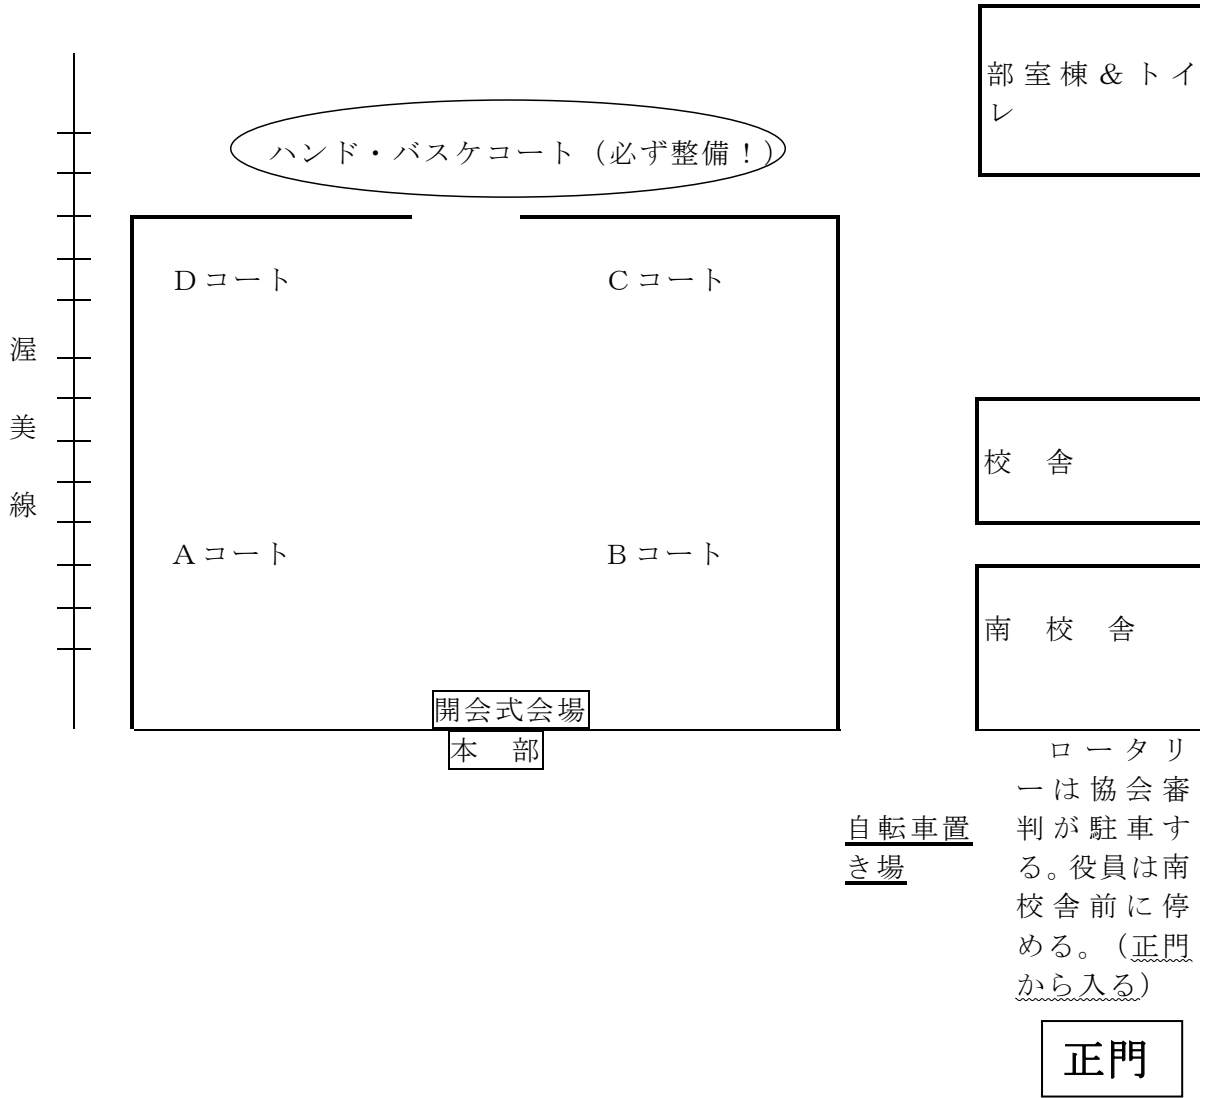 部室棟＆トイ
レ
ハンド・バスケコート（必ず整備！）
Ｄコート
Ｃコート
渥美線
校　舎
Ａコート
Ｂコート
南　校　舎
開会式会場
本　部
ロータリ
ーは協会審
判が駐車す
る。役員は南
校舎前に停
める。（正門
から入る）
自転車置
き場
正門